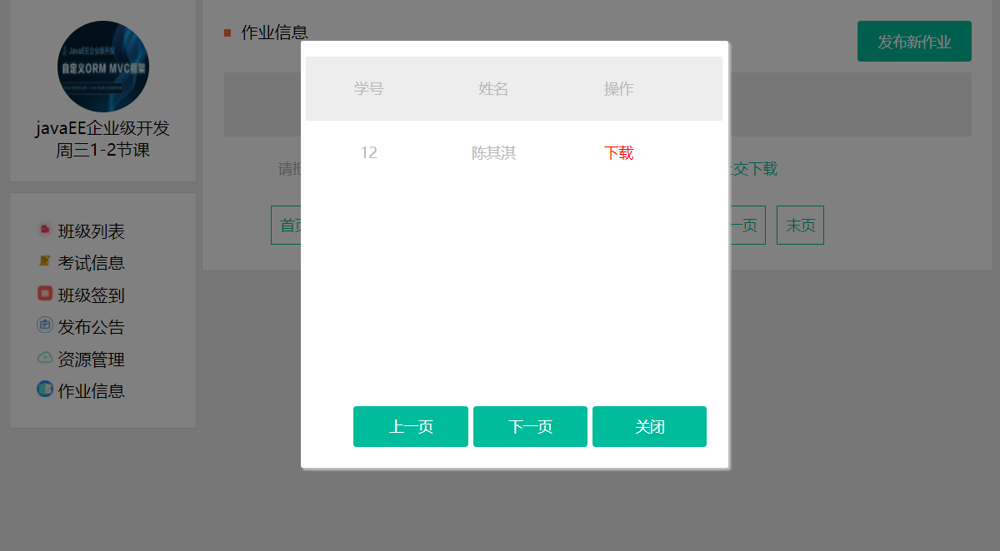 JavaEE企业级开发
自定义ORM MVC框架
javaEE企业级开发
周三1-2节课
班级列表
考试信息
班级签到
发布公告
资源管理
作业信息
作业信息
发布新作业
学号 姓名 操作
12 陈其淇 下载
请把
交下载
首页
一页
末页
上一页 下一页 关闭